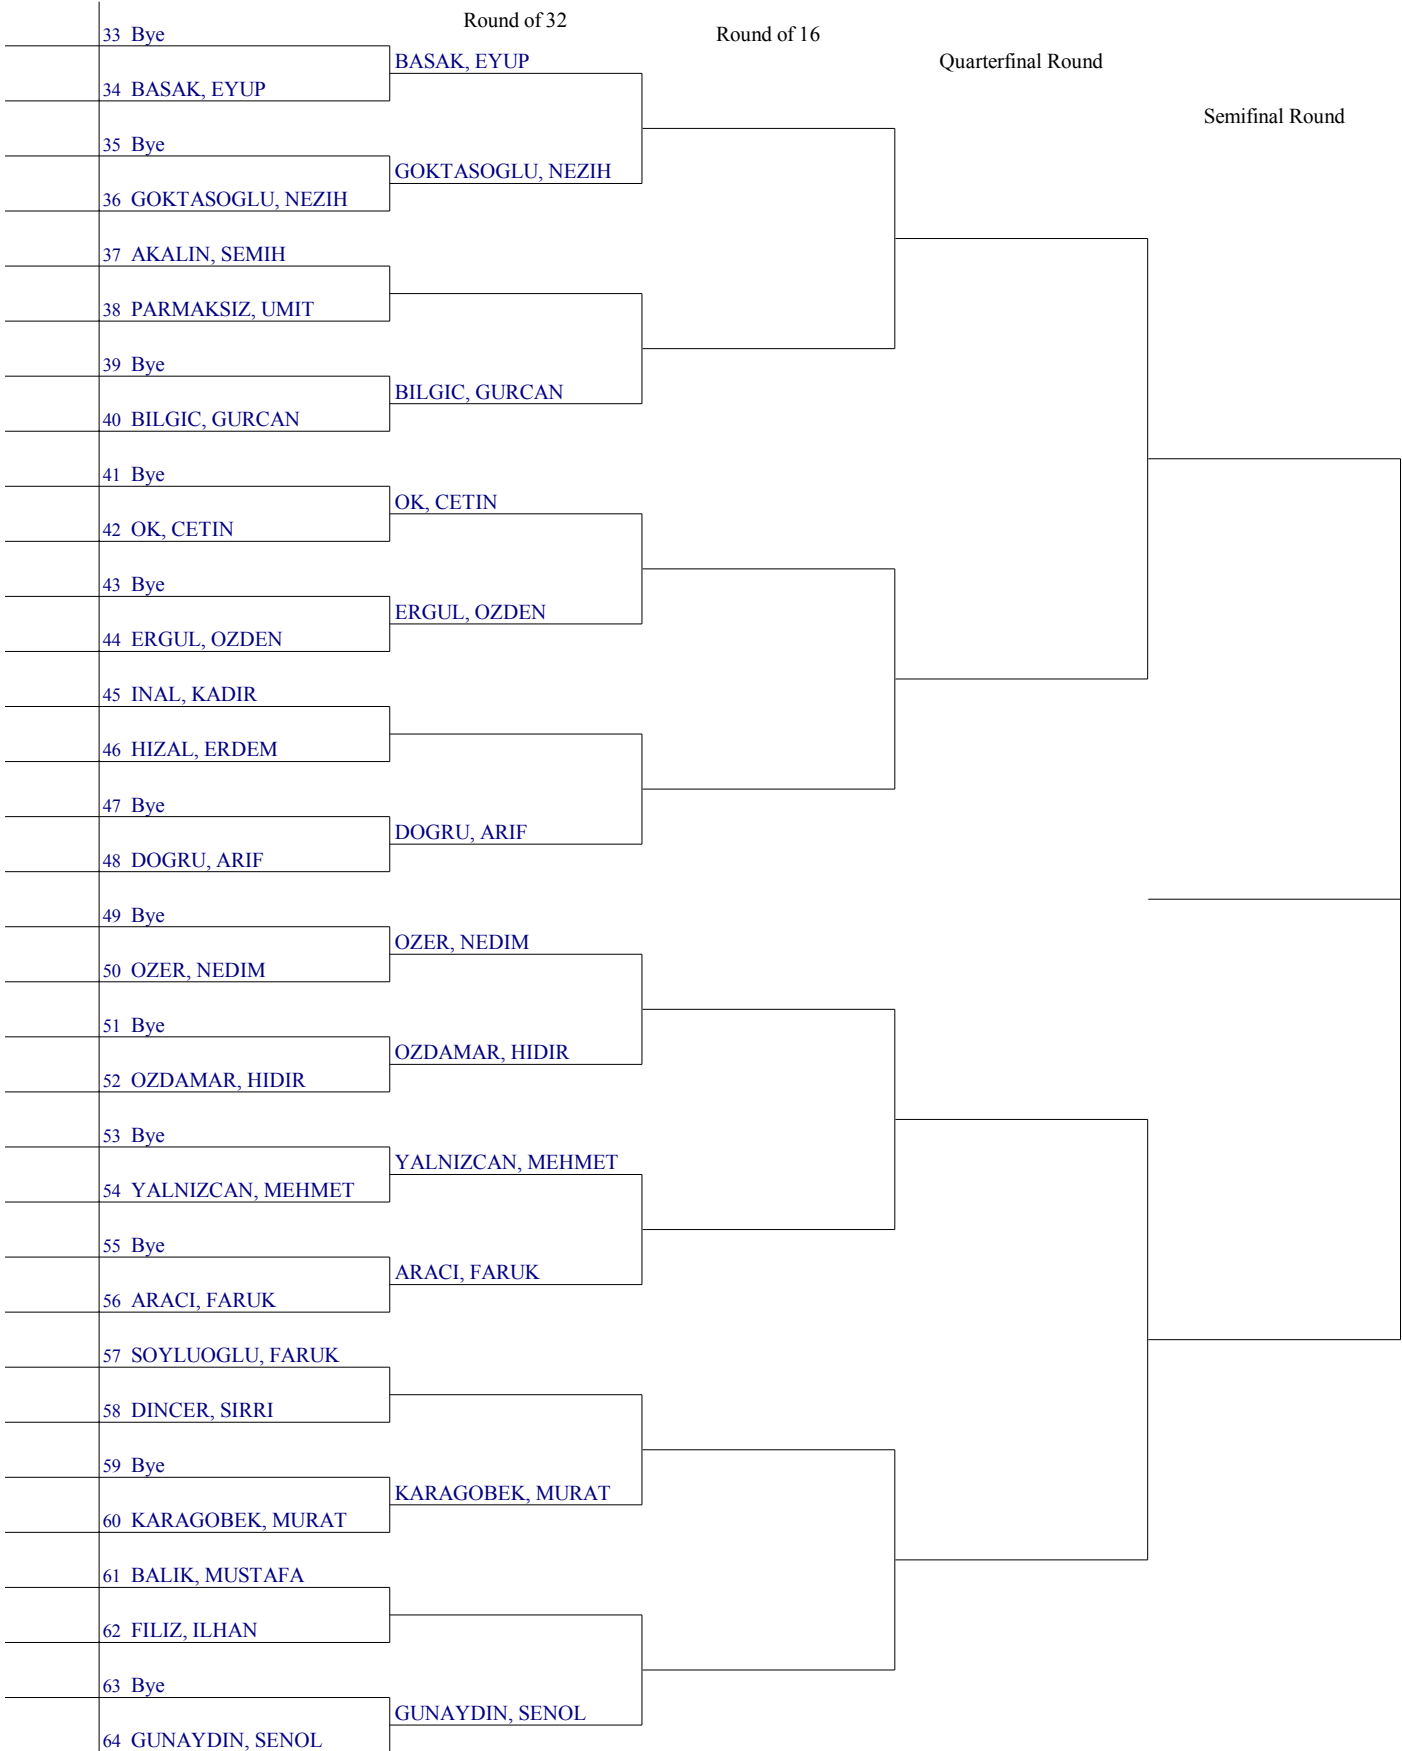 Round of 32
Round of 16
Quarterfinal Round
Semifinal Round
33 Bye
BASAK, EYUP
34 BASAK, EYUP
35 Bye
GOKTASOGLU, NEZIH
36 GOKTASOGLU, NEZIH
37 AKALIN, SEMIH
38 PARMAKSIZ, UMIT
39 Bye
BILGIC, GURCAN
40 BILGIC, GURCAN
41 Bye
OK, CETIN
42 OK, CETIN
43 Bye
ERGUL, OZDEN
44 ERGUL, OZDEN
45 INAL, KADIR
46 HIZAL, ERDEM
47 Bye
DOGRU, ARIF
48 DOGRU, ARIF
49 Bye
OZER, NEDIM
50 OZER, NEDIM
51 Bye
OZDAMAR, HIDIR
52 OZDAMAR, HIDIR
53 Bye
YALNIZCAN, MEHMET
54 YALNIZCAN, MEHMET
55 Bye
ARACI, FARUK
56 ARACI, FARUK
57 SOYLUOGLU, FARUK
58 DINCER, SIRRI
59 Bye
KARAGOBEK, MURAT
60 KARAGOBEK, MURAT
61 BALIK, MUSTAFA
62 FILIZ, ILHAN
63 Bye
GUNAYDIN, SENOL
64 GUNAYDIN, SENOL